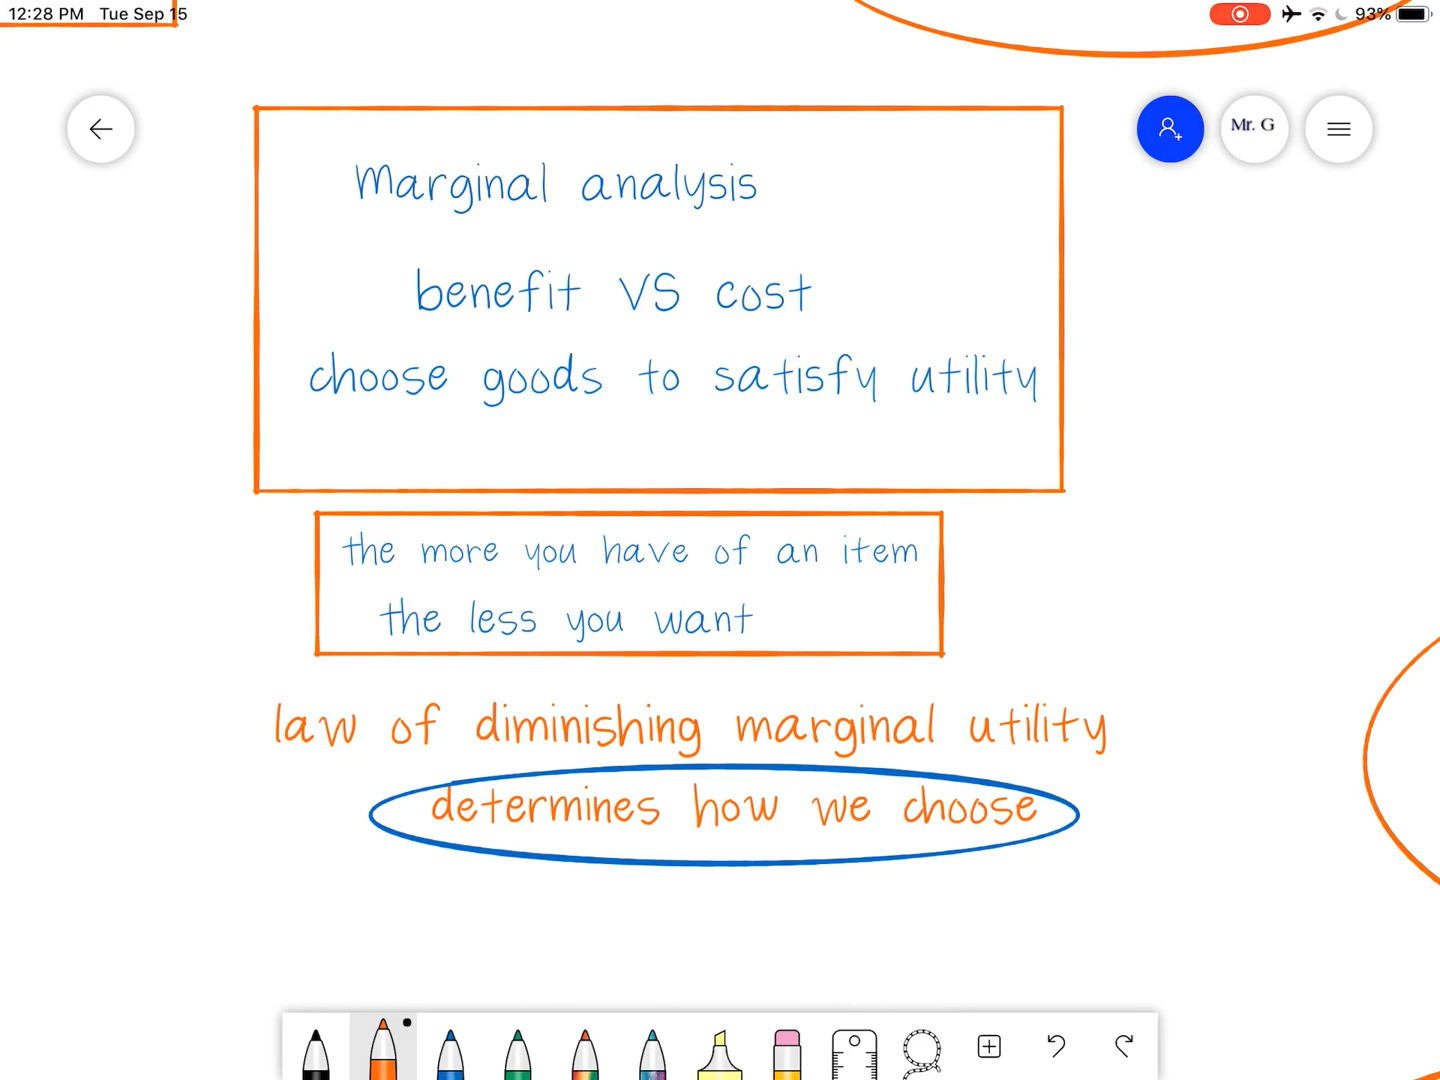 12:28 PM Tue Sep 15
93%
Mr. G
Marginal analysis
benefit VS cost
choose goods to satisfy utility
the more you have of an item
the less you want
law of diminishing marginal utility
determines how we choose